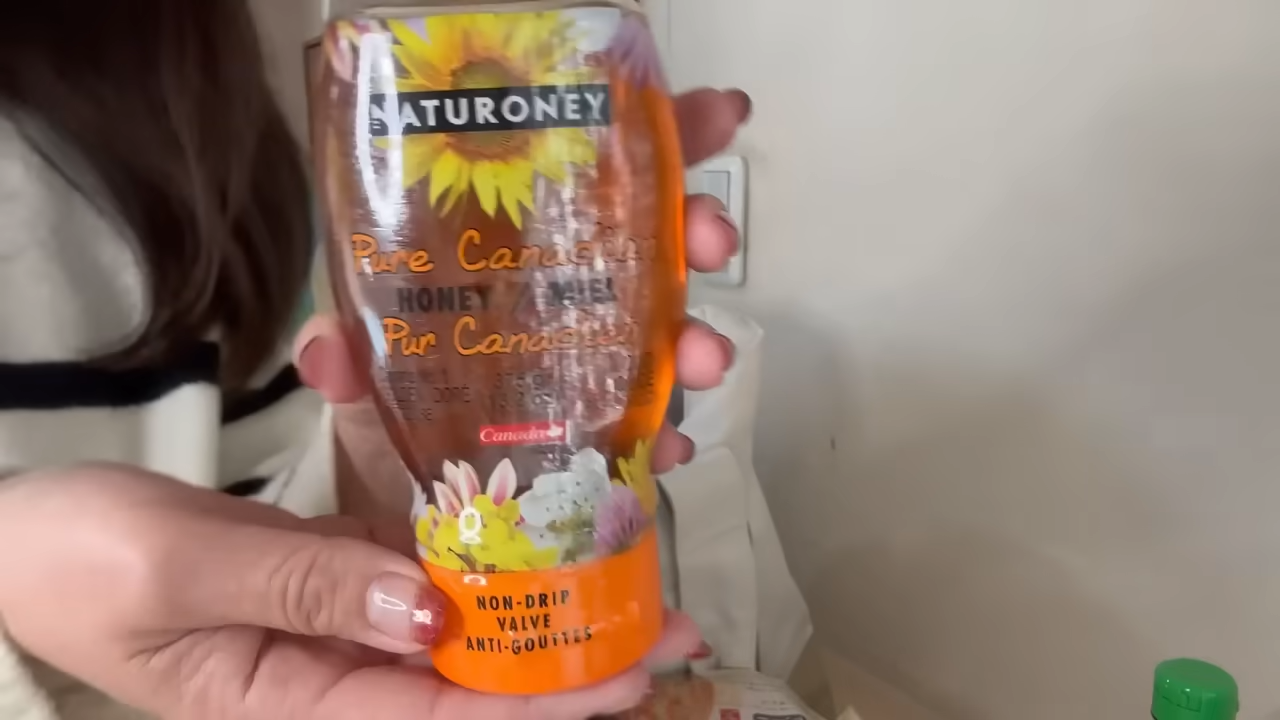 NATURONEY
Pure Canadian
HONEY / MIEL
Pur Canadien
Canada
NON-DRIP
VALVE
ANTI-GOUTTES